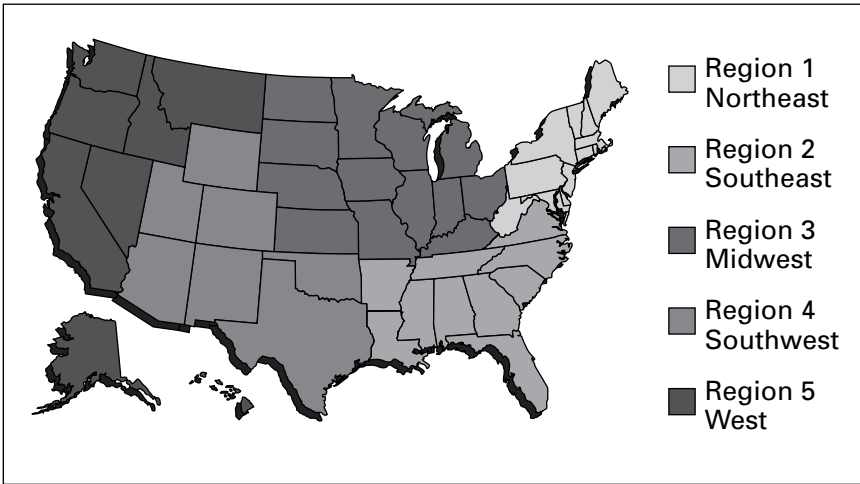 Region 1
Northeast
Region 2
Southeast
Region 3
Midwest
Region 4
Southwest
Region 5
West